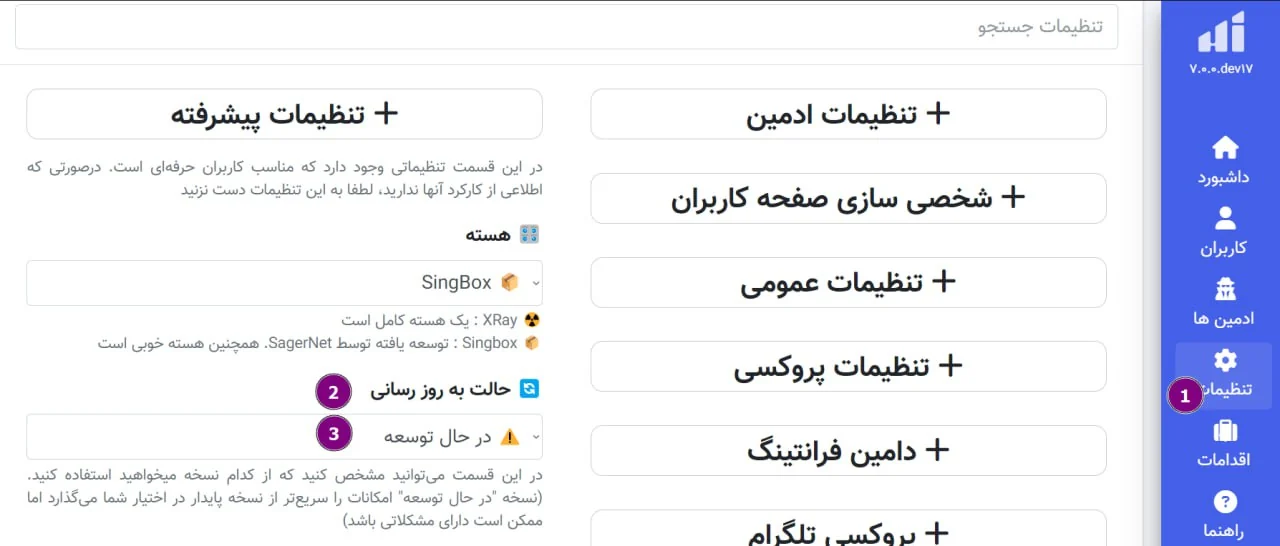 ۷.۰.۰.dev۱۷
داشبورد
کاربران
ادمین ها
تنظیمات
1
اقدامات
راهنما
تنظیمات جستجو
تنظیمات ادمین
شخصی سازی صفحه کاربران
تنظیمات عمومی
تنظیمات پروکسی
دامین فرانتینگ
پروکسی تلگرام
تنظیمات پیشرفته
در این قسمت تنظیماتی وجود دارد که مناسب کاربران حرفه‌ای است. درصورتی که
اطلاعی از کارکرد آنها ندارید، لطفا به این تنظیمات دست نزنید
هسته
SingBox
XRay : یک هسته کامل است
Singbox : توسعه یافته توسط SagerNet. همچنین هسته خوبی است
حالت به روز رسانی 2
در حال توسعه 3
در این قسمت می‌توانید مشخص کنید که از کدام نسخه میخواهید استفاده کنید.
(نسخه "در حال توسعه" امکانات را سریع‌تر از نسخه پایدار در اختیار شما می‌گذارد اما
ممکن است دارای مشکلاتی باشد)